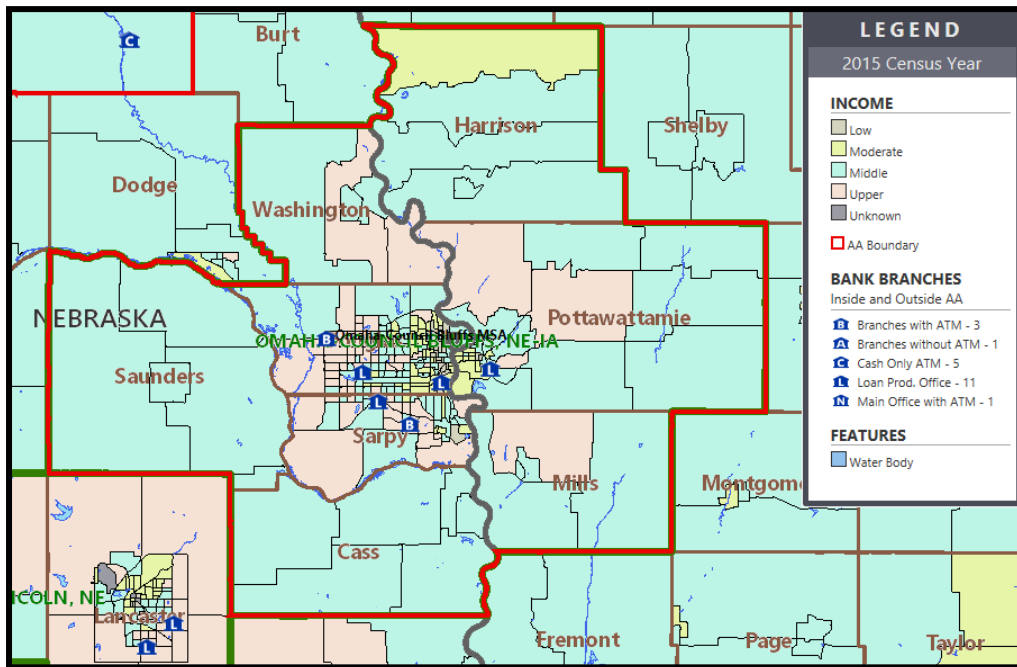 LEGEND
2015 Census Year
INCOME
Low
Moderate
Middle
Upper
Unknown
AA Boundary
BANK BRANCHES
Inside and Outside AA
B Branches with ATM - 3
A Branches without ATM - 1
C Cash Only ATM - 5
L Loan Prod. Office - 11
N Main Office with ATM - 1
FEATURES
Water Body
Burt
C
Harrison
Shelby
Dodge
Washington
NEBRASKA
Pottawattamie
Omaha-Council Bluffs MSA
OMAHA-COUNCIL BLUFFS, NE-IA
B
Saunders
L
L
L
L
B
Sarpy
Mills
Montgome
Cass
NCOLN, NE
Lancaster
L
L
Fremont
Page
Taylor